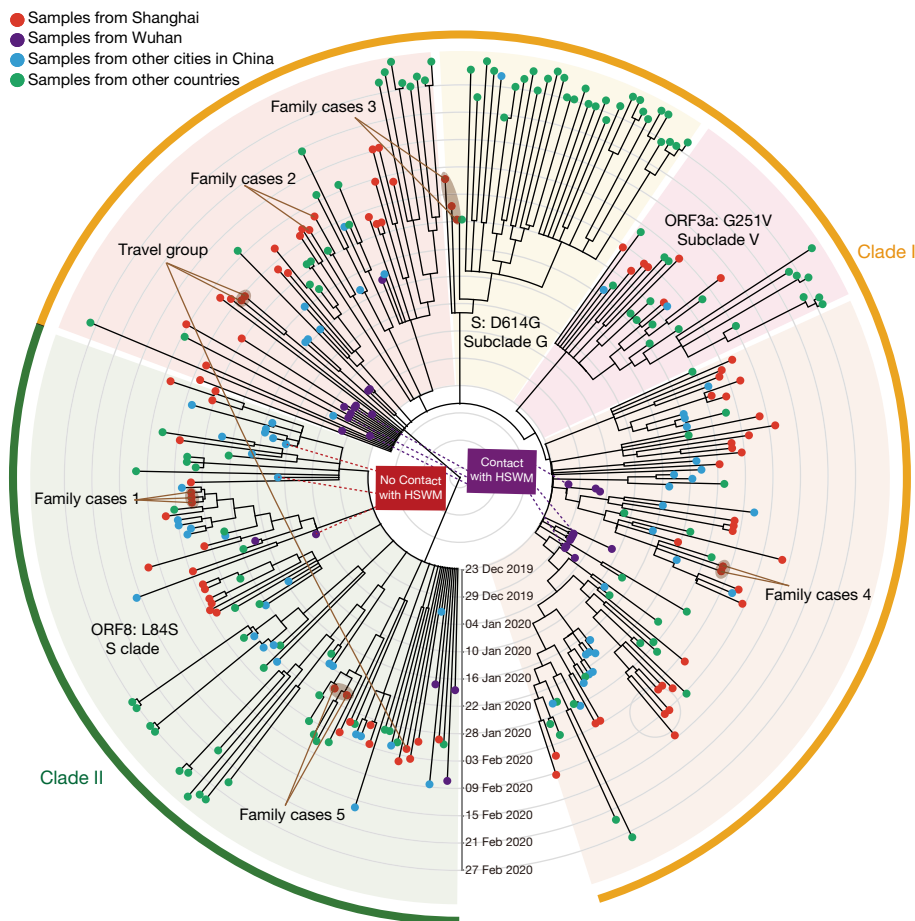 Samples from Shanghai
Samples from Wuhan
Samples from other cities in China
Samples from other countries
Family cases 3
Family cases 2
Travel group
ORF3a: G251V
Subclade V
Clade I
S: D614G
Subclade G
No Contact
with HSWM
Contact
with HSWM
Family cases 1
Family cases 4
ORF8: L84S
S clade
Clade II
Family cases 5
23 Dec 2019
29 Dec 2019
04 Jan 2020
10 Jan 2020
16 Jan 2020
22 Jan 2020
28 Jan 2020
03 Feb 2020
09 Feb 2020
15 Feb 2020
21 Feb 2020
27 Feb 2020